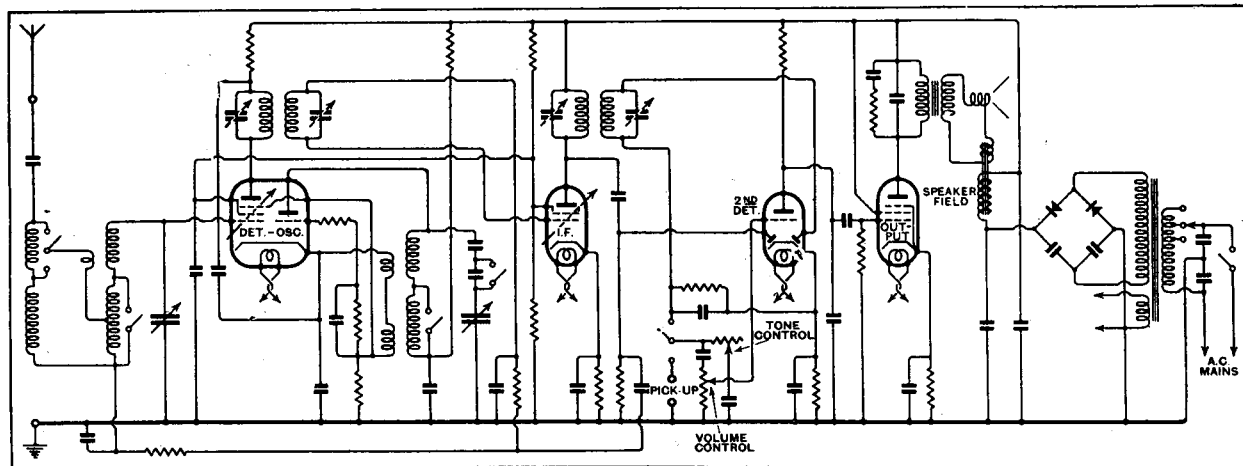 DET.-OSC.
I.F.
2ND
DET.
OUT-
PUT
SPEAKER
FIELD
TONE
CONTROL
PICK-UP
VOLUME
CONTROL
A.C.
MAINS